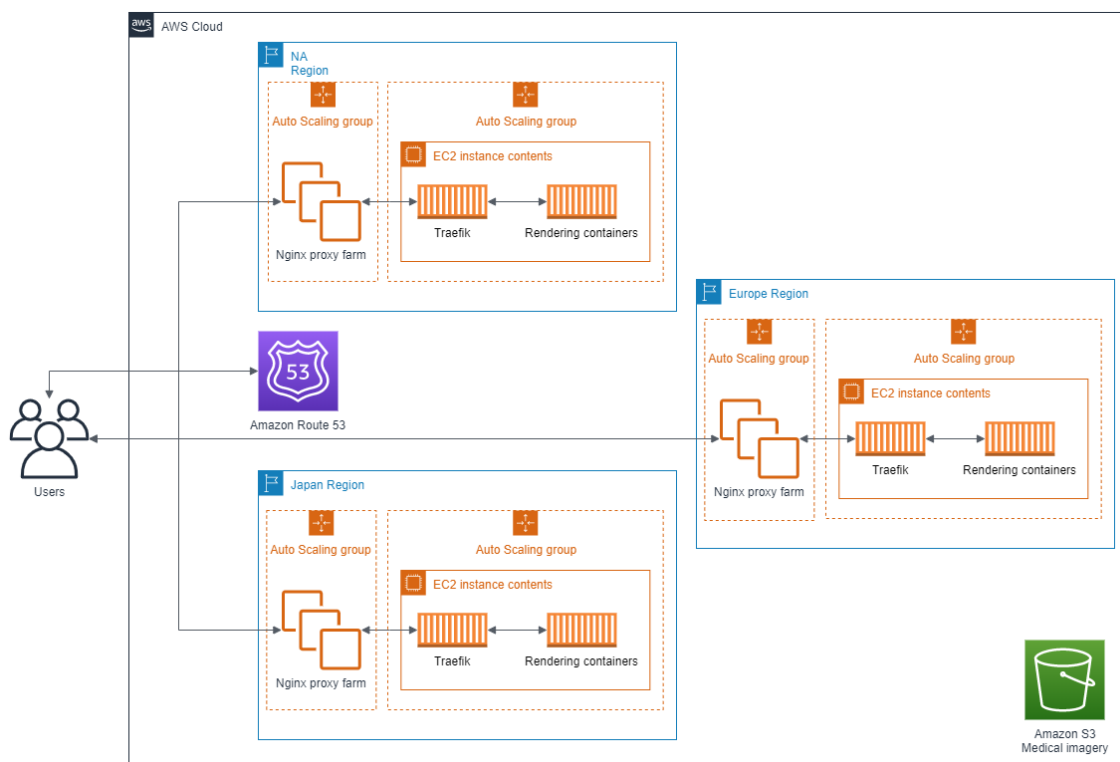 aws
AWS Cloud
NA
Region
Auto Scaling group
Auto Scaling group
EC2 instance contents
Traefik
Rendering containers
Nginx proxy farm
Europe Region
Auto Scaling group
Auto Scaling group
EC2 instance contents
Traefik
Rendering containers
Nginx proxy farm
53
Amazon Route 53
Users
Japan Region
Auto Scaling group
Auto Scaling group
EC2 instance contents
Traefik
Rendering containers
Nginx proxy farm
Amazon S3
Medical imagery